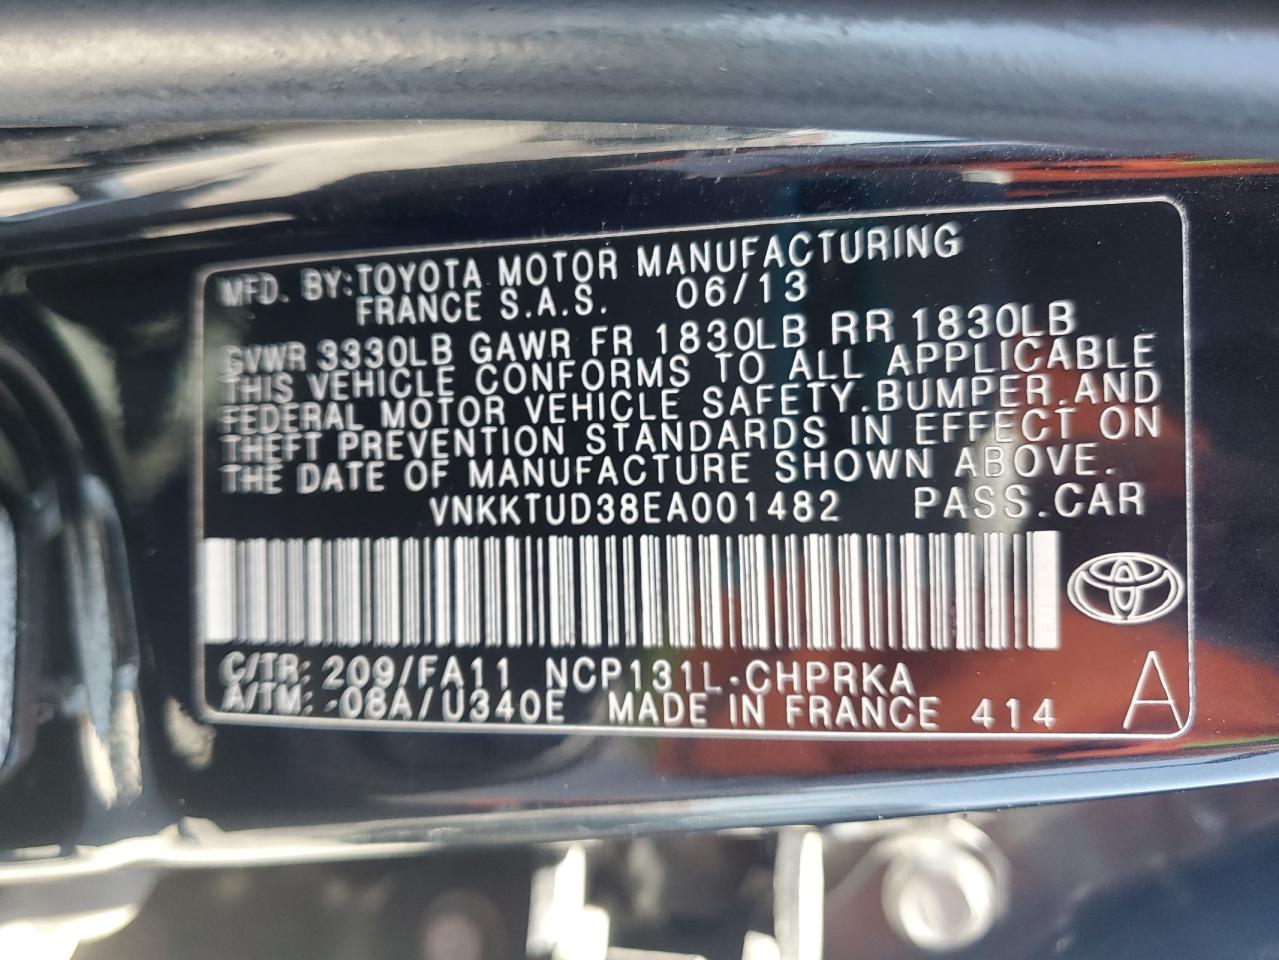 MFD. BY:TOYOTA MOTOR MANUFACTURING
FRANCE S.A.S. 06/13
GVWR 3330LB GAWR FR 1830LB RR 1830LB
THIS VEHICLE CONFORMS TO ALL APPLICABLE
FEDERAL MOTOR VEHICLE SAFETY.BUMPER.AND
THEFT PREVENTION STANDARDS IN EFFECT ON
THE DATE OF MANUFACTURE SHOWN ABOVE.
VNKKTUD38EA001482 PASS.CAR
C/TR: 209/FA11 NCP131L-CHPRKA
A/TM: -08A/U340E MADE IN FRANCE 414 A